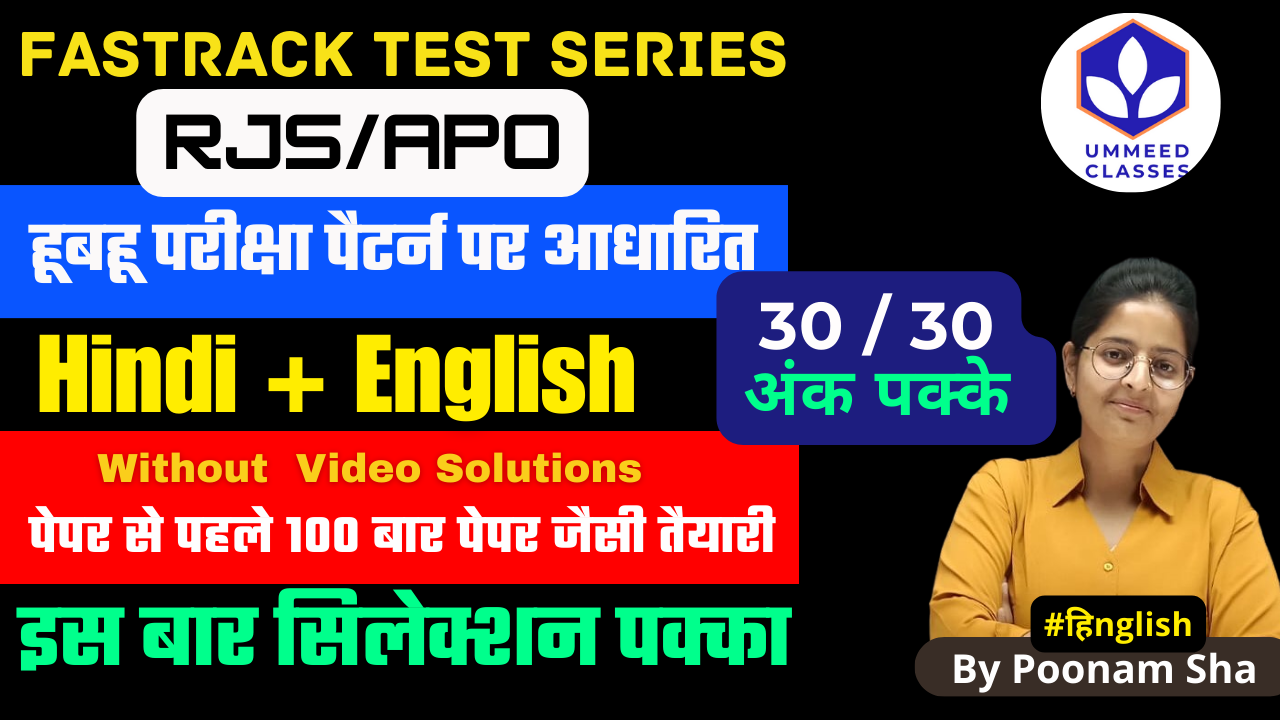 FASTRACK TEST SERIES
RJS/APO
हूबहू परीक्षा पैटर्न पर आधारित
Hindi + English
Without Video Solutions
पेपर से पहले 100 बार पेपर जैसी तैयारी
इस बार सिलेक्शन पक्का
UMMEED
CLASSES
30 / 30
अंक पक्के
#हिnglish
By Poonam Sha